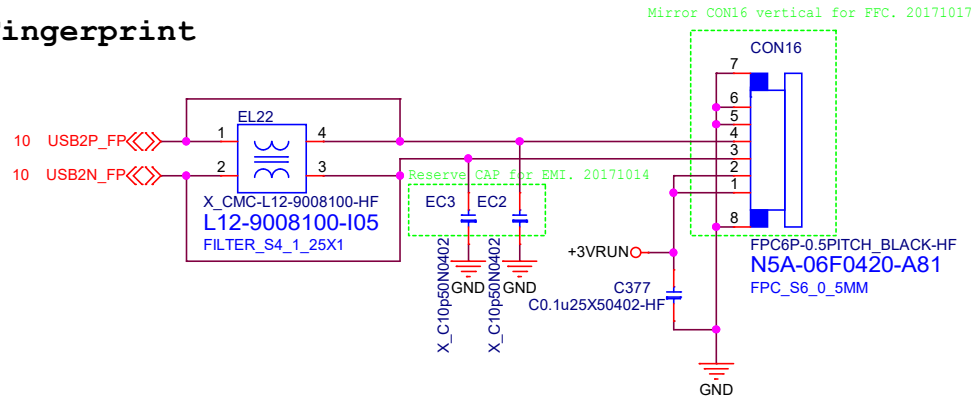 Mirror CON16 vertical for FFC. 20171017
ingerprint
CON16
7
6
5
4
3
2
1
8
EL22
10 USB2P_FP
1
4
10 USB2N_FP
2
3
X_CMC-L12-9008100-HF
L12-9008100-I05
FILTER_S4_1_25X1
Reserve CAP for EMI. 20171014
EC3
EC2
X_C10p50N0402
X_C10p50N0402
GND
GND
+3VRUN
C377
C0.1u25X50402-HF
FPC6P-0.5PITCH_BLACK-HF
N5A-06F0420-A81
FPC_S6_0_5MM
GND